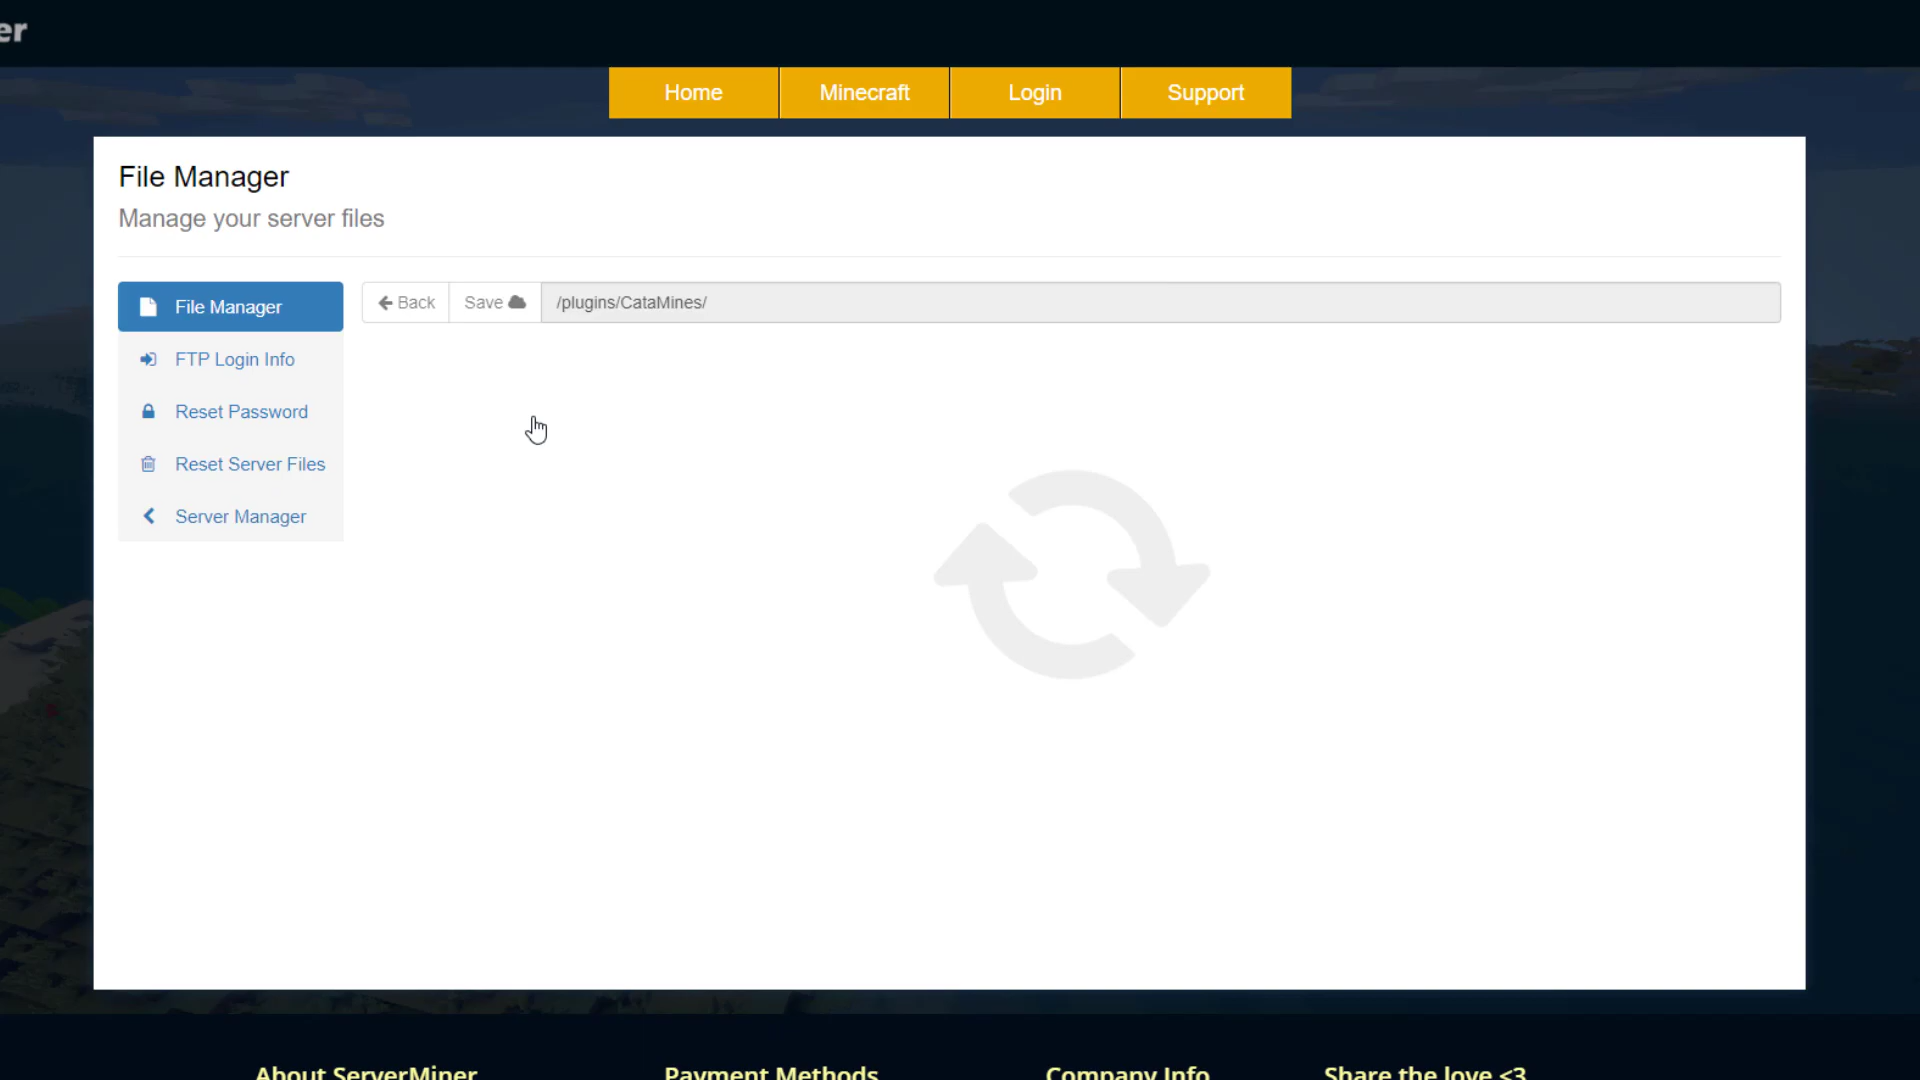 er
Home Minecraft Login Support
File Manager
Manage your server files
File Manager
Back Save /plugins/CataMines/
FTP Login Info
Reset Password
Reset Server Files
Server Manager
About ServerMiner Payment Methods Company Info Share the love <3